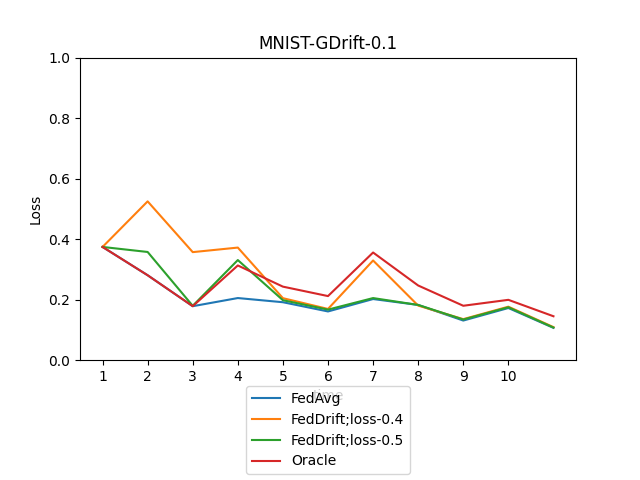 MNIST-GDrift-0.1
1.0
0.8
0.6
0.4
0.2
0.0
Loss
1 2 3 4 5 6 7 8 9 10
time
FedAvg
FedDrift;loss-0.4
FedDrift;loss-0.5
Oracle